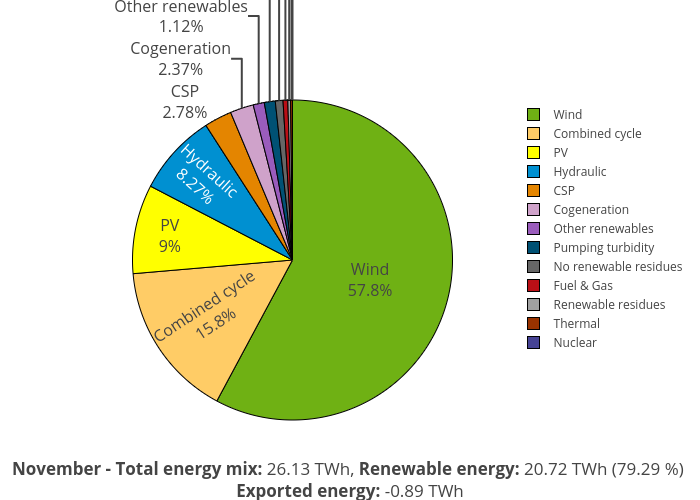 Other renewables
1.12%
Cogeneration
2.37%
CSP
2.78%
Hydraulic
8.27%
PV
9%
Combined cycle
15.8%
Wind
57.8%
Wind
Combined cycle
PV
Hydraulic
CSP
Cogeneration
Other renewables
Pumping turbidity
No renewable residues
Fuel & Gas
Renewable residues
Thermal
Nuclear
November - Total energy mix: 26.13 TWh, Renewable energy: 20.72 TWh (79.29 %)
Exported energy: -0.89 TWh